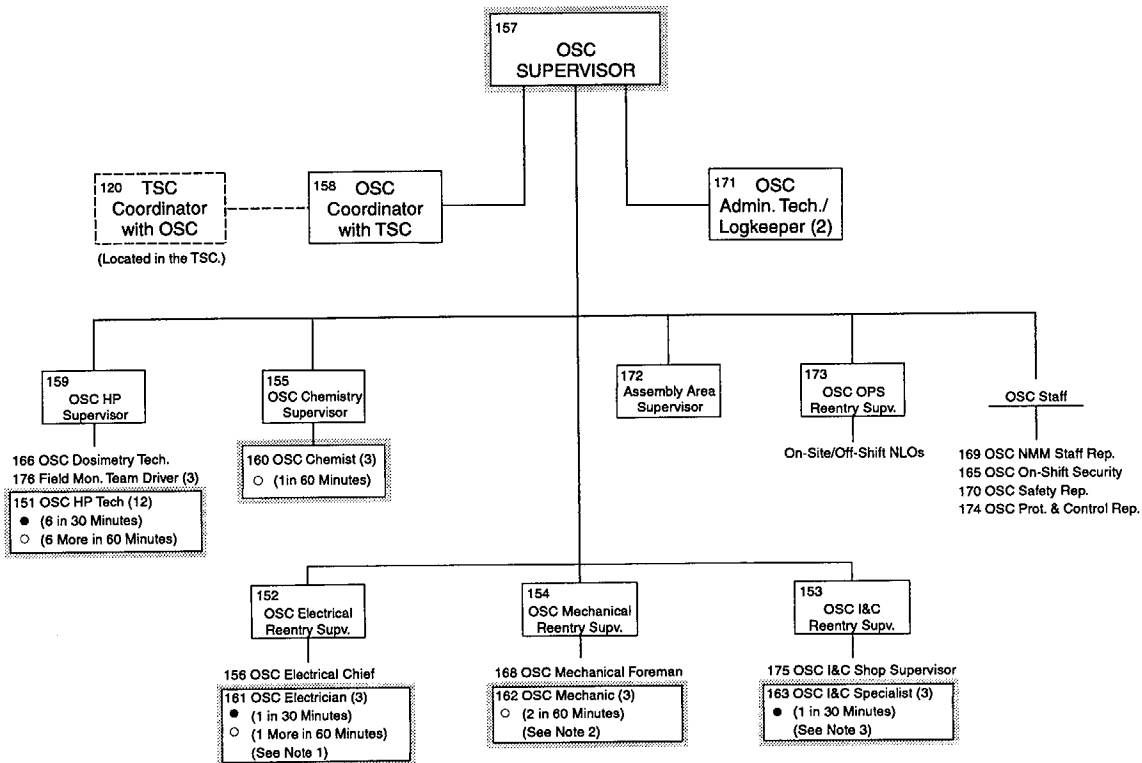 157
OSC
SUPERVISOR
120 TSC
Coordinator
with OSC
(Located in the TSC.)
158 OSC
Coordinator
with TSC
171 OSC
Admin. Tech./
Logkeeper (2)
159
OSC HP
Supervisor
166 OSC Dosimetry Tech.
176 Field Mon. Team Driver (3)
151 OSC HP Tech (12)
● (6 in 30 Minutes)
○ (6 More in 60 Minutes)
155
OSC Chemistry
Supervisor
160 OSC Chemist (3)
○ (1in 60 Minutes)
172
Assembly Area
Supervisor
173
OSC OPS
Reentry Supv.
On-Site/Off-Shift NLOs
OSC Staff
169 OSC NMM Staff Rep.
165 OSC On-Shift Security
170 OSC Safety Rep.
174 OSC Prot. & Control Rep.
152
OSC Electrical
Reentry Supv.
156 OSC Electrical Chief
161 OSC Electrician (3)
● (1 in 30 Minutes)
○ (1 More in 60 Minutes)
(See Note 1)
154
OSC Mechanical
Reentry Supv.
168 OSC Mechanical Foreman
162 OSC Mechanic (3)
○ (2 in 60 Minutes)
(See Note 2)
153
OSC I&C
Reentry Supv.
175 OSC I&C Shop Supervisor
163 OSC I&C Specialist (3)
● (1 in 30 Minutes)
(See Note 3)